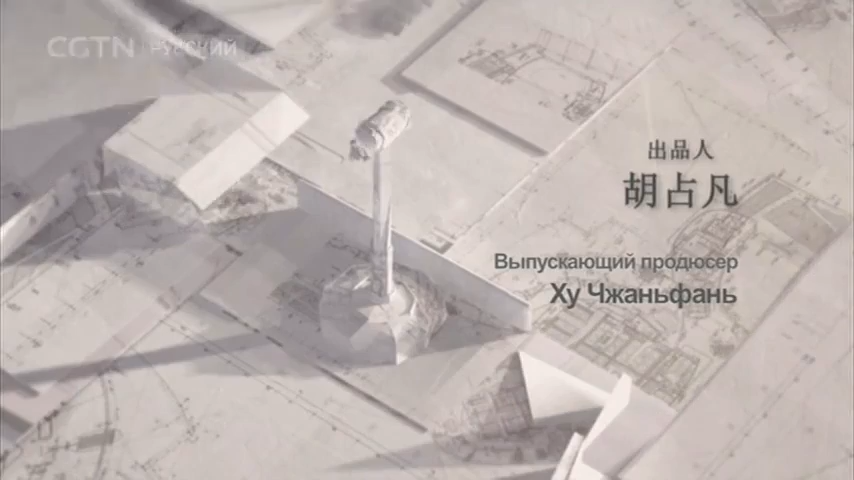 CGTN РУССКИЙ
出品人
胡占凡
Выпускающий продюсер
Ху Чжаньфань